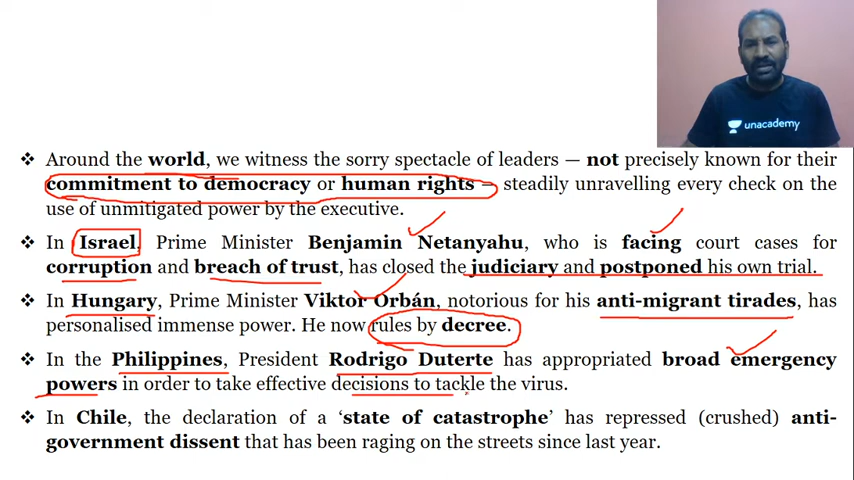 unacademy
❖ Around the world, we witness the sorry spectacle of leaders — not precisely known for their
commitment to democracy or human rights – steadily unravelling every check on the
use of unmitigated power by the executive.
❖ In Israel, Prime Minister Benjamin Netanyahu, who is facing court cases for
corruption and breach of trust, has closed the judiciary and postponed his own trial.
❖ In Hungary, Prime Minister Viktor Orbán, notorious for his anti-migrant tirades, has
personalised immense power. He now rules by decree.
❖ In the Philippines, President Rodrigo Duterte has appropriated broad emergency
powers in order to take effective decisions to tackle the virus.
❖ In Chile, the declaration of a ‘state of catastrophe’ has repressed (crushed) anti-
government dissent that has been raging on the streets since last year.